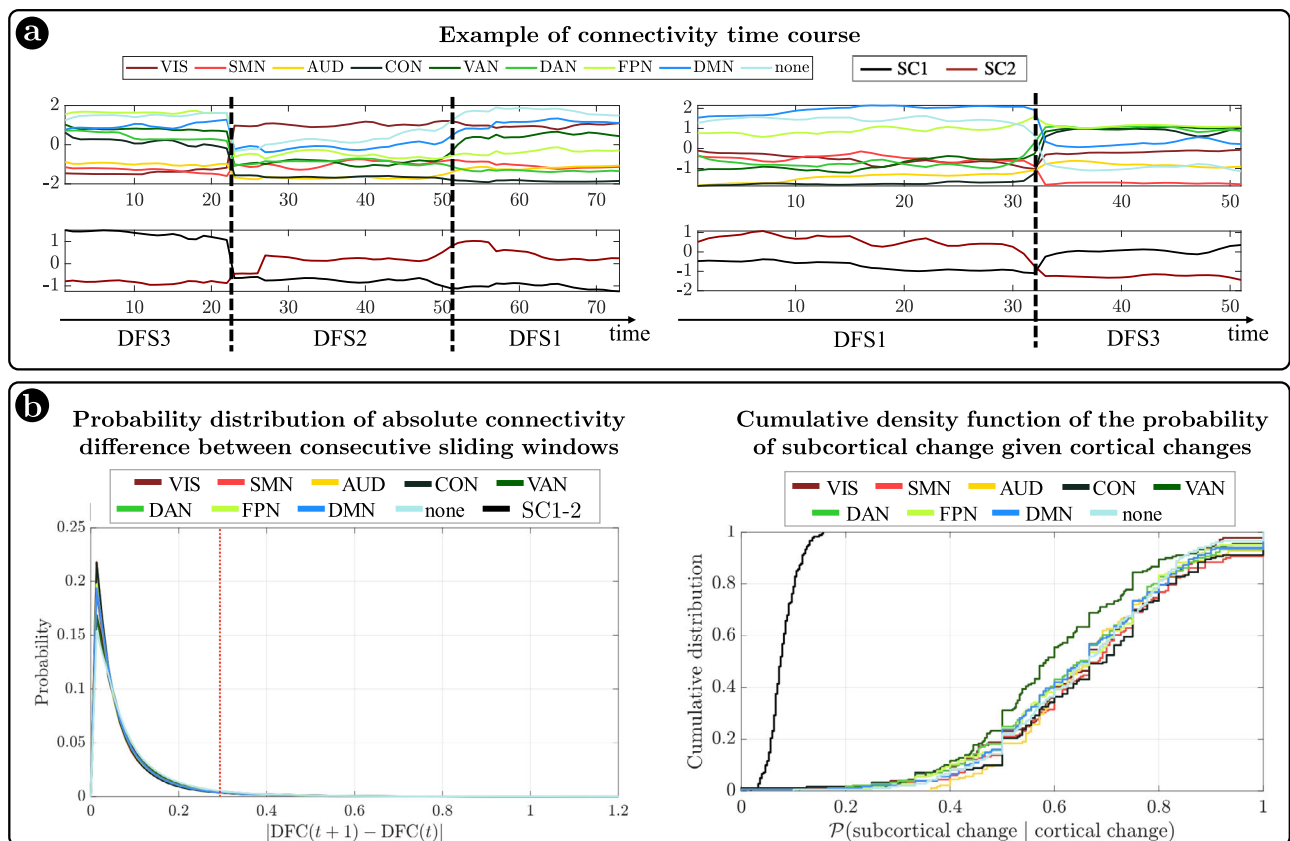 a
Example of connectivity time course
VIS SMN AUD CON VAN DAN FPN DMN none
SC1 SC2
2
0
-2
10 20 30 40 50 60 70
1
0
-1
10 20 30 40 50 60 70
DFS3 DFS2 DFS1 time
2
1
0
-1
10 20 30 40 50
1
0
-1
-2
10 20 30 40 50
DFS1 DFS3 time
b
Probability distribution of absolute connectivity
difference between consecutive sliding windows
VIS SMN AUD CON VAN
DAN FPN DMN none SC1-2
Probability
0.25
0.2
0.15
0.1
0.05
0
0 0.2 0.4 0.6 0.8 1 1.2
|DFC(t + 1) − DFC(t)|
Cumulative density function of the probability
of subcortical change given cortical changes
VIS SMN AUD CON VAN
DAN FPN DMN none
Cumulative distribution
1
0.8
0.6
0.4
0.2
0
0 0.2 0.4 0.6 0.8 1
𝒫(subcortical change | cortical change)